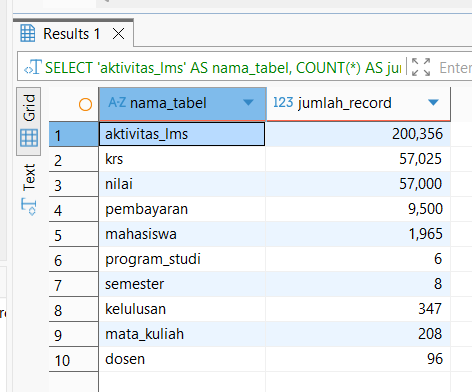 Results 1
SELECT 'aktivitas_lms' AS nama_tabel, COUNT(*) AS
Enter
Grid
Text
A-Z nama_tabel 123 jumlah_record
1 aktivitas_lms 200,356
2 krs 57,025
3 nilai 57,000
4 pembayaran 9,500
5 mahasiswa 1,965
6 program_studi 6
7 semester 8
8 kelulusan 347
9 mata_kuliah 208
10 dosen 96